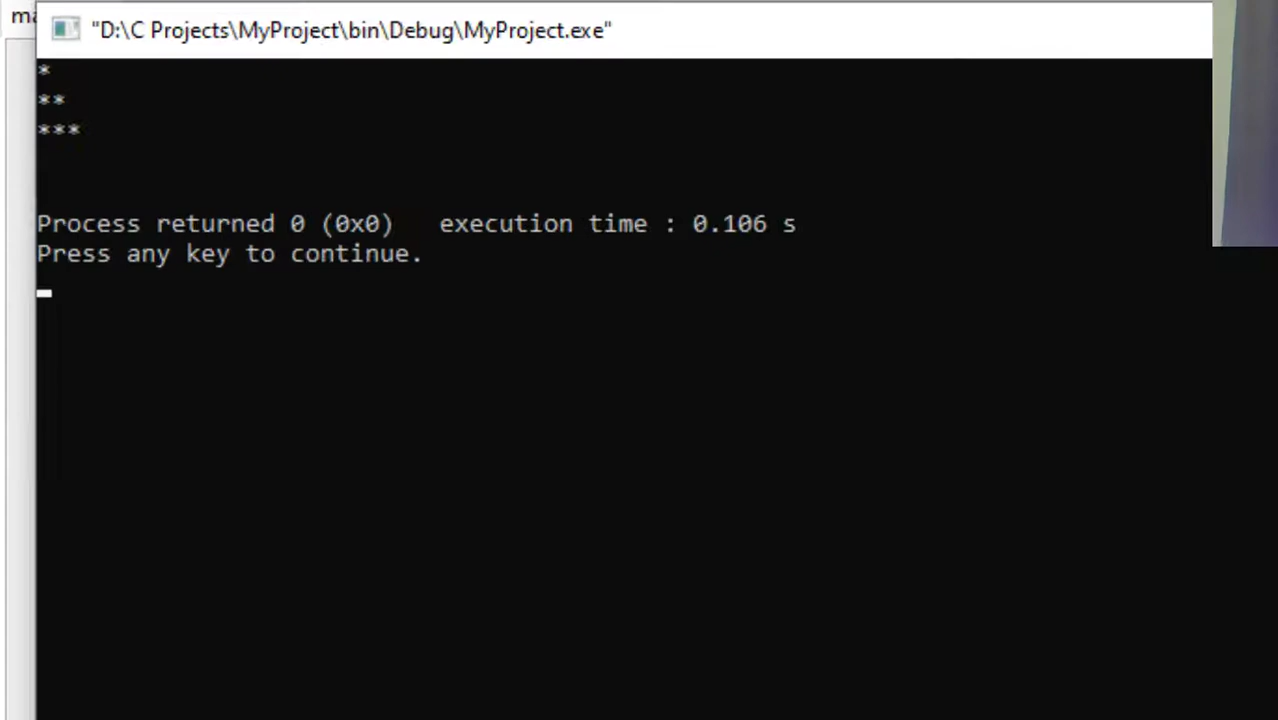 ma
"D:\C Projects\MyProject\bin\Debug\MyProject.exe"
*
**
***
Process returned 0 (0x0)   execution time : 0.106 s
Press any key to continue.